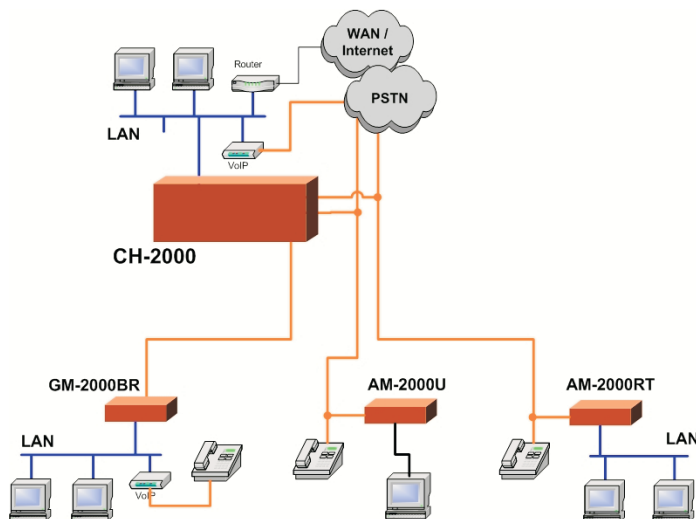 WAN /
Internet
Router
PSTN
LAN
VoIP
CH-2000
GM-2000BR
AM-2000U
AM-2000RT
LAN
LAN
VoIP